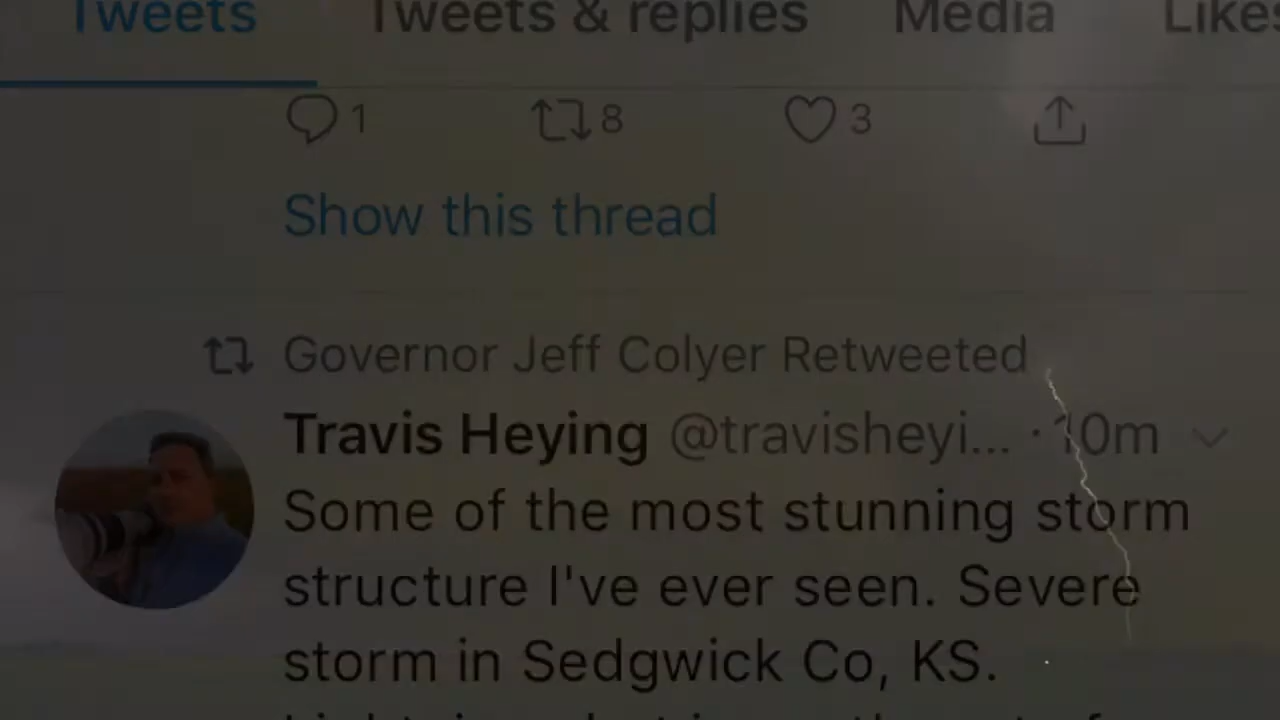 Tweets Tweets & replies Media Likes
1 8 3
Show this thread
Governor Jeff Colyer Retweeted
Travis Heying @travisheyi... · 10m
Some of the most stunning storm
structure I've ever seen. Severe
storm in Sedgwick Co, KS.